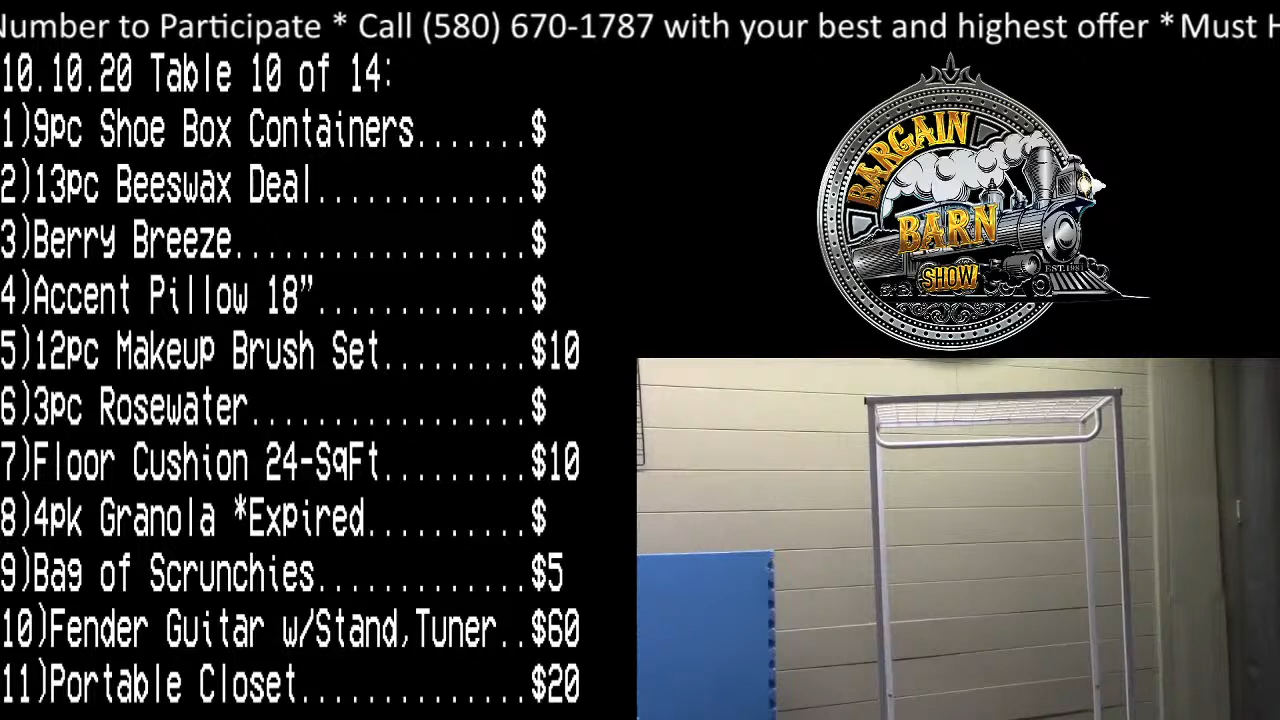 Number to Participate * Call (580) 670-1787 with your best and highest offer * Must H
10.10.20 Table 10 of 14:
1)9pc Shoe Box Containers.......$
2)13pc Beeswax Deal.............$
3)Berry Breeze..................$
4)Accent Pillow 18”.............$
5)12pc Makeup Brush Set.........$10
6)3pc Rosewater.................$
7)Floor Cushion 24-SqFt.........$10
8)4pk Granola *Expired..........$
9)Bag of Scrunchies.............$5
10)Fender Guitar w/Stand,Tuner..$60
11)Portable Closet..............$20
BARGAIN
BARN
SHOW